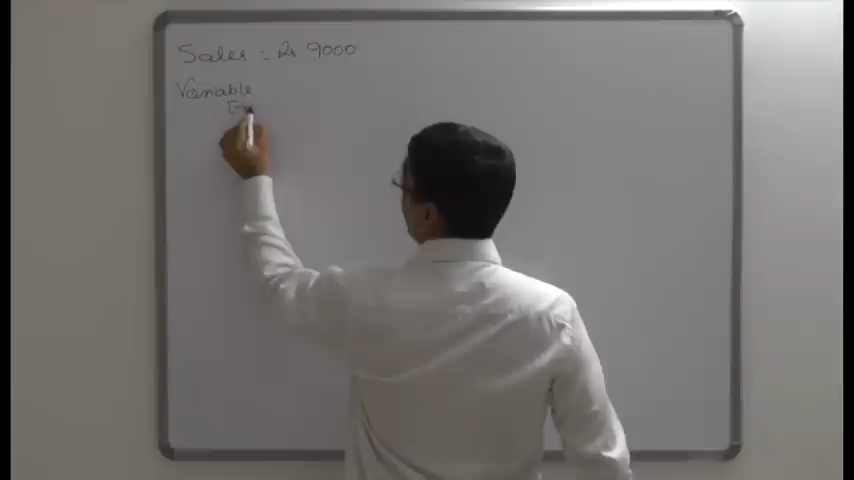 Sales = Rs 9000
Variable